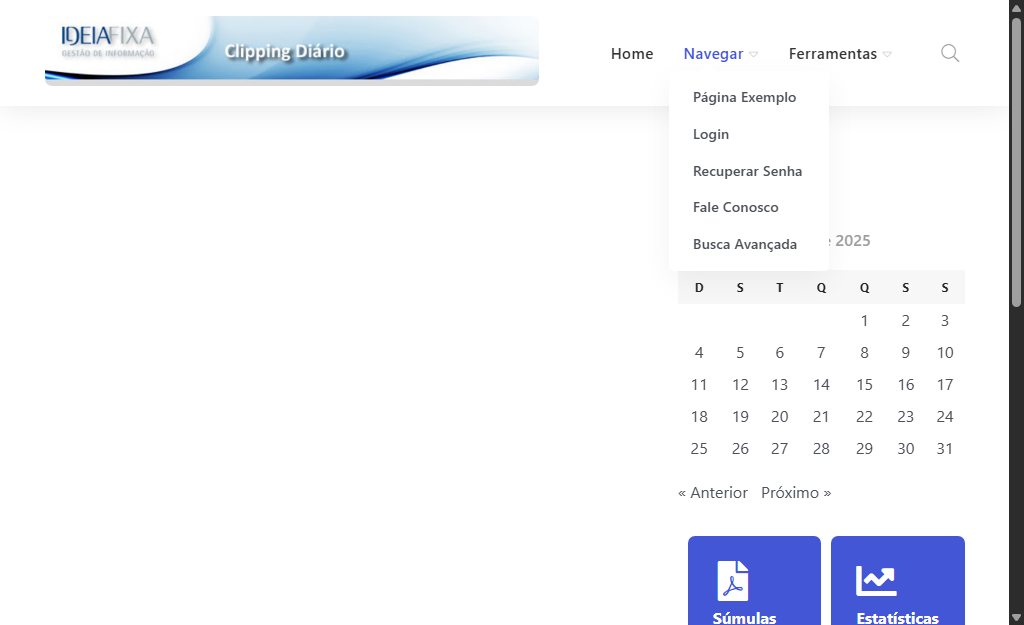 IDEIAFIXA
GESTÃO DE INFORMAÇÃO
Clipping Diário
Home
Navegar
Ferramentas
Página Exemplo
Login
Recuperar Senha
Fale Conosco
Busca Avançada
2025
D S T Q Q S S
1 2 3
4 5 6 7 8 9 10
11 12 13 14 15 16 17
18 19 20 21 22 23 24
25 26 27 28 29 30 31
« Anterior Próximo »
Súmulas
Estatísticas